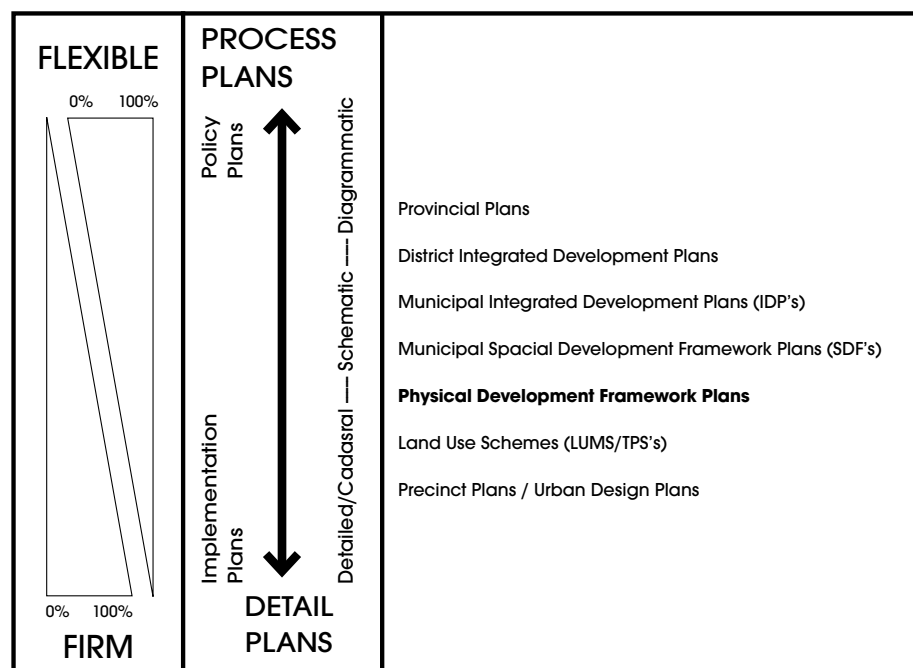 FLEXIBLE
0% 100%
0% 100%
FIRM
PROCESS
PLANS
Policy
Plans
Implementation
Plans
Detailed/Cadasral --- Schematic --- Diagrammatic
DETAIL
PLANS
Provincial Plans
District Integrated Development Plans
Municipal Integrated Development Plans (IDP's)
Municipal Spacial Development Framework Plans (SDF's)
Physical Development Framework Plans
Land Use Schemes (LUMS/TPS's)
Precinct Plans / Urban Design Plans